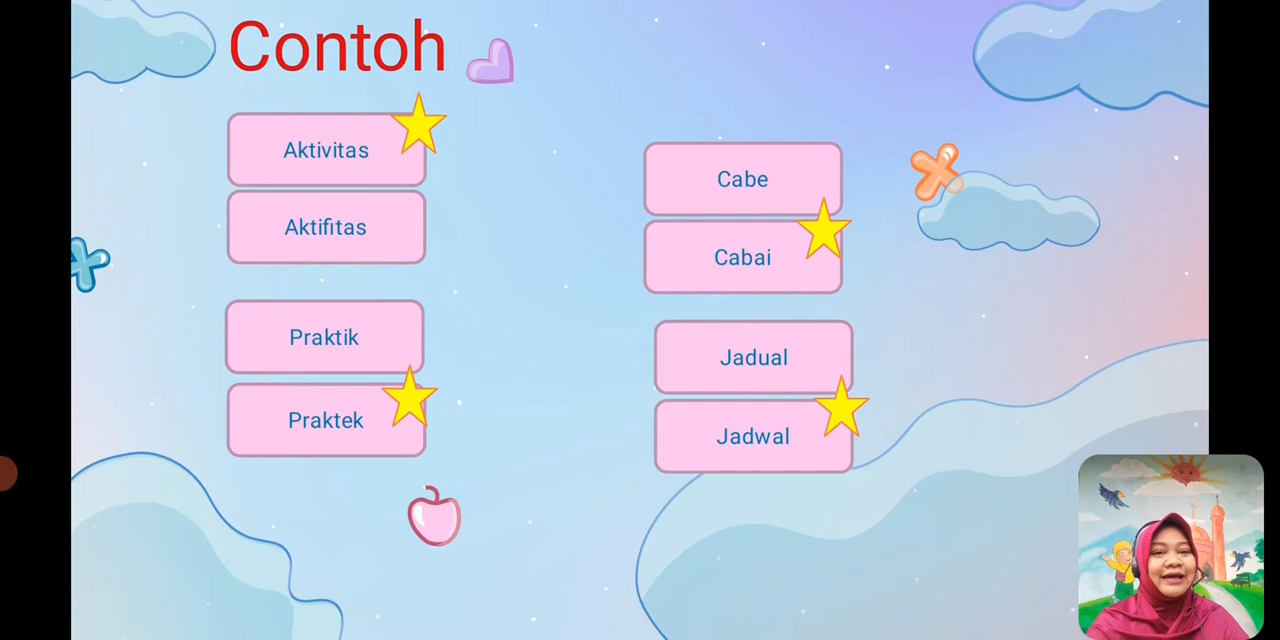 Contoh
Aktivitas
Aktifitas
Praktik
Praktek
Cabe
Cabai
Jadual
Jadwal